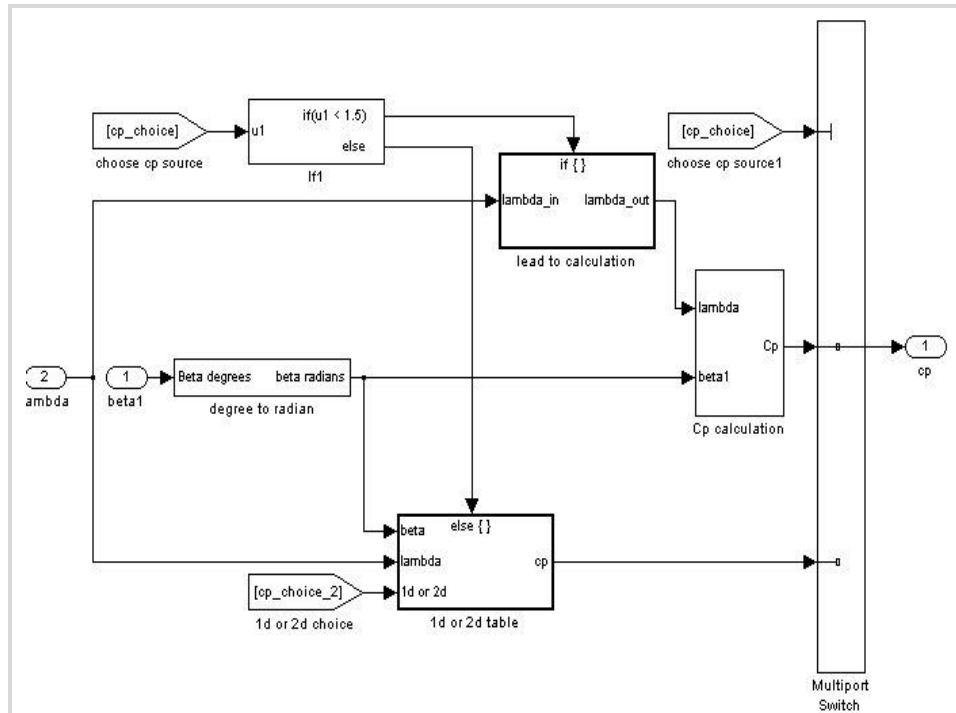 [cp_choice]
choose cp source
u1
if(u1 < 1.5)
else
If1
[cp_choice]
choose cp source1
if { }
lambda_in
lambda_out
lead to calculation
lambda
beta1
Cp
Cp calculation
1
cp
2
ambda
1
beta1
Beta degrees
beta radians
degree to radian
else { }
beta
lambda
1d or 2d
cp
1d or 2d table
[cp_choice_2]
1d or 2d choice
Multiport
Switch